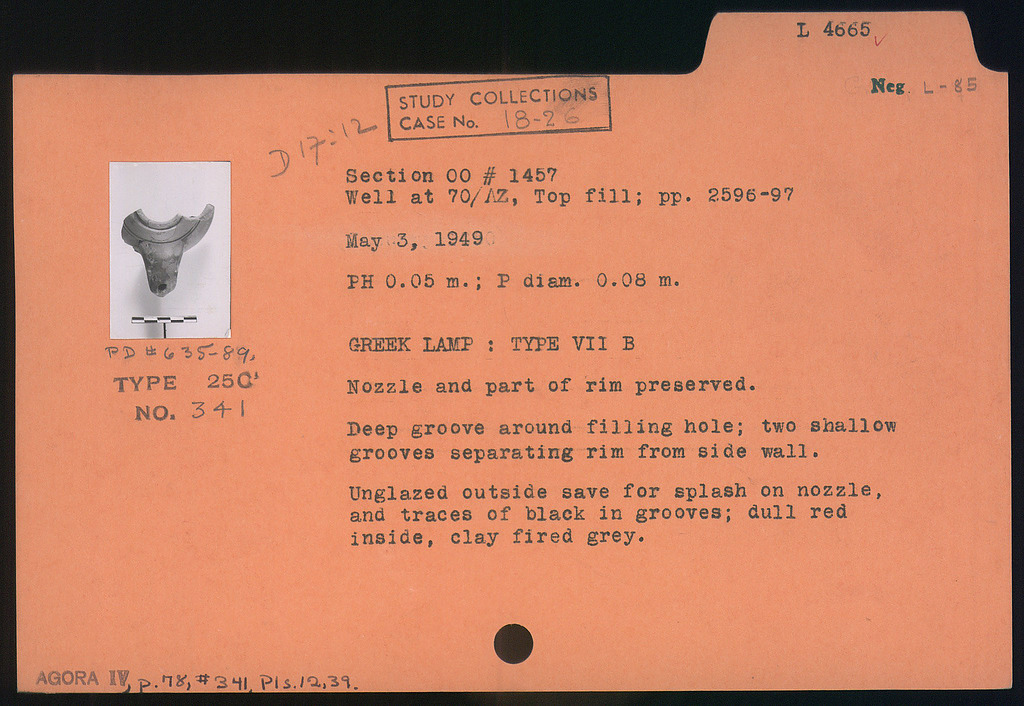 L 4665
Neg. L-85
STUDY COLLECTIONS
CASE No. 18-26
D 17:12
Section OO # 1457
Well at 70/ΛZ, Top fill; pp. 2596-97
May 3, 1949
PH 0.05 m.; P diam. 0.08 m.
GREEK LAMP : TYPE VII B
Nozzle and part of rim preserved.
Deep groove around filling hole; two shallow
grooves separating rim from side wall.
Unglazed outside save for splash on nozzle,
and traces of black in grooves; dull red
inside, clay fired grey.
PD #635-89,
TYPE 25C'
NO. 341
AGORA IV, p.78, #341, Pls.12,39.